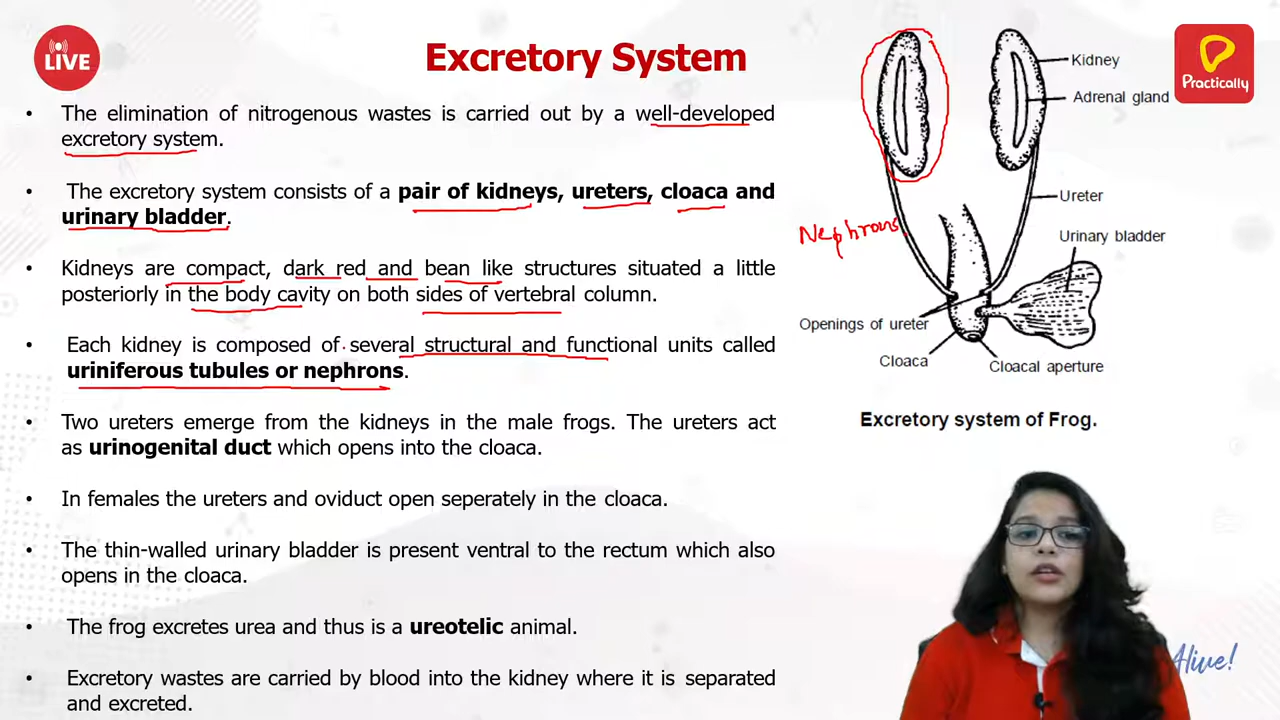 LIVE
Excretory System
Practically
• The elimination of nitrogenous wastes is carried out by a well-developed
excretory system.
• The excretory system consists of a pair of kidneys, ureters, cloaca and
urinary bladder.
• Kidneys are compact, dark red and bean like structures situated a little
posteriorly in the body cavity on both sides of vertebral column.
• Each kidney is composed of several structural and functional units called
uriniferous tubules or nephrons.
• Two ureters emerge from the kidneys in the male frogs. The ureters act
as urinogenital duct which opens into the cloaca.
• In females the ureters and oviduct open seperately in the cloaca.
• The thin-walled urinary bladder is present ventral to the rectum which also
opens in the cloaca.
• The frog excretes urea and thus is a ureotelic animal.
• Excretory wastes are carried by blood into the kidney where it is separated
and excreted.
Kidney
Adrenal gland
Ureter
Nephrons
Urinary bladder
Openings of ureter
Cloaca
Cloacal aperture
Excretory system of Frog.
Alive!